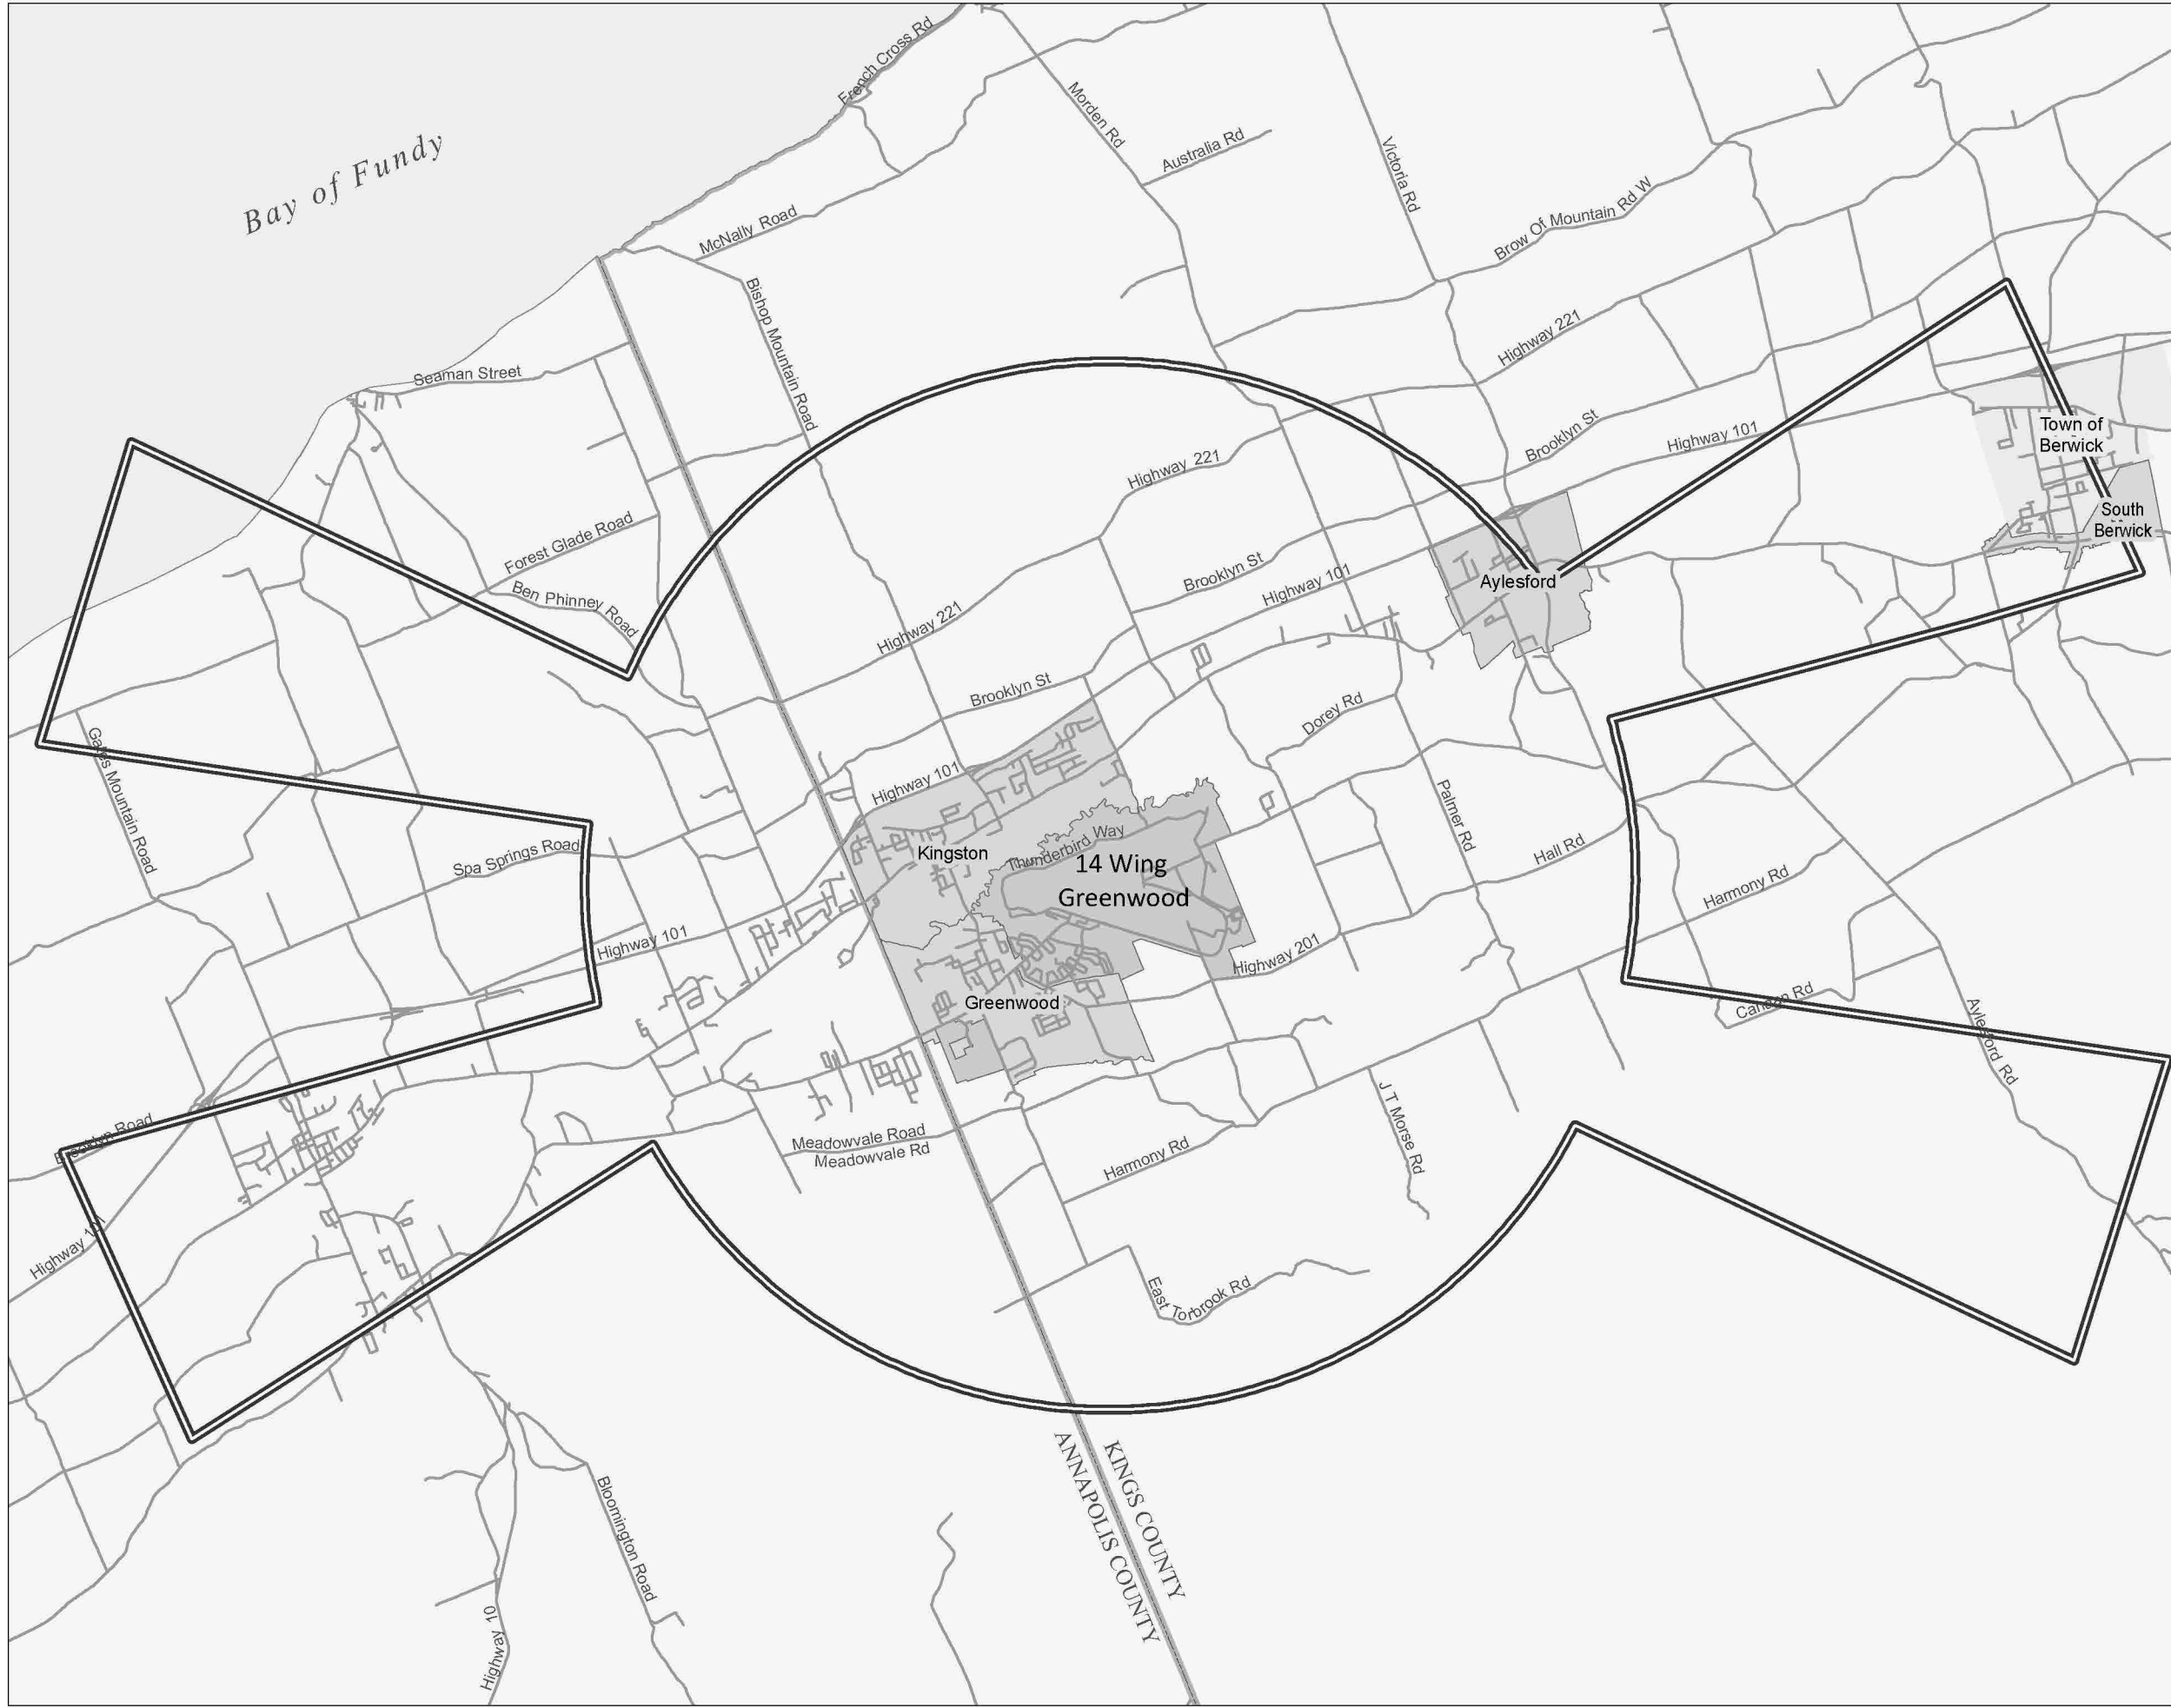 French Cross Rd
Morden Rd
Australia Rd
Victoria Rd
Bay of Fundy
McNally Road
Brow Of Mountain Rd W
Bishop Mountain Road
Highway 221
Seaman Street
Town of
Berwick
Brooklyn St
Highway 101
Highway 221
South
Berwick
Forest Glade Road
Brooklyn St
Highway 101
Aylesford
Ben Phinney Road
Highway 221
Brooklyn St
Dorey Rd
Gates Mountain Road
Highway 101
Palmer Rd
Thunderbird Way
Kingston
14 Wing
Greenwood
Spa Springs Road
Hall Rd
Harmony Rd
Highway 101
Highway 201
Greenwood
Aylesford Rd
Brooklyn Road
J T Morse Rd
Meadowvale Road
Meadowvale Rd
Harmony Rd
Highway 101
East Torbrook Rd
KINGS COUNTY
ANNAPOLIS COUNTY
Bloomington Road
Highway 10